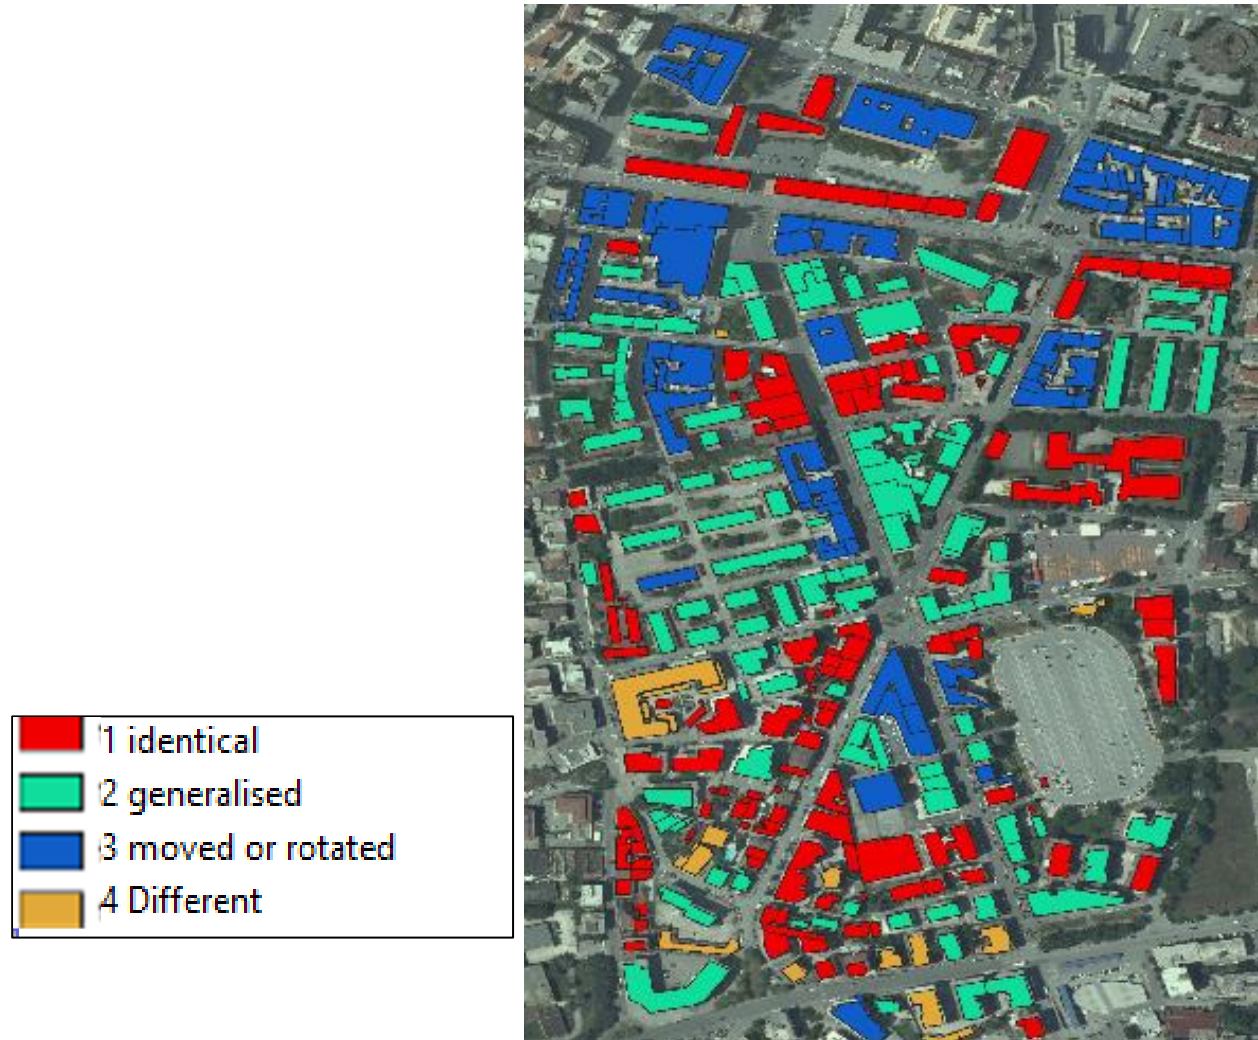 1 identical
2 generalised
3 moved or rotated
4 Different